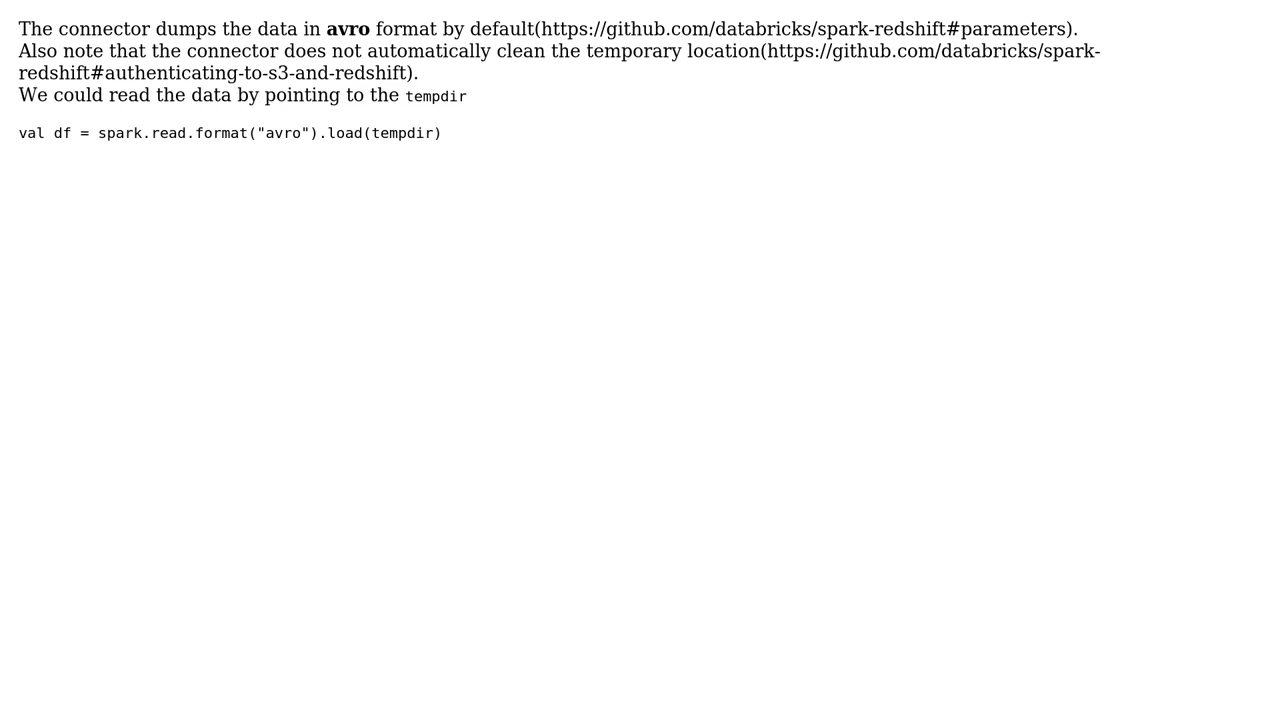 The connector dumps the data in avro format by default(https://github.com/databricks/spark-redshift#parameters).
Also note that the connector does not automatically clean the temporary location(https://github.com/databricks/spark-
redshift#authenticating-to-s3-and-redshift).
We could read the data by pointing to the tempdir
val df = spark.read.format("avro").load(tempdir)